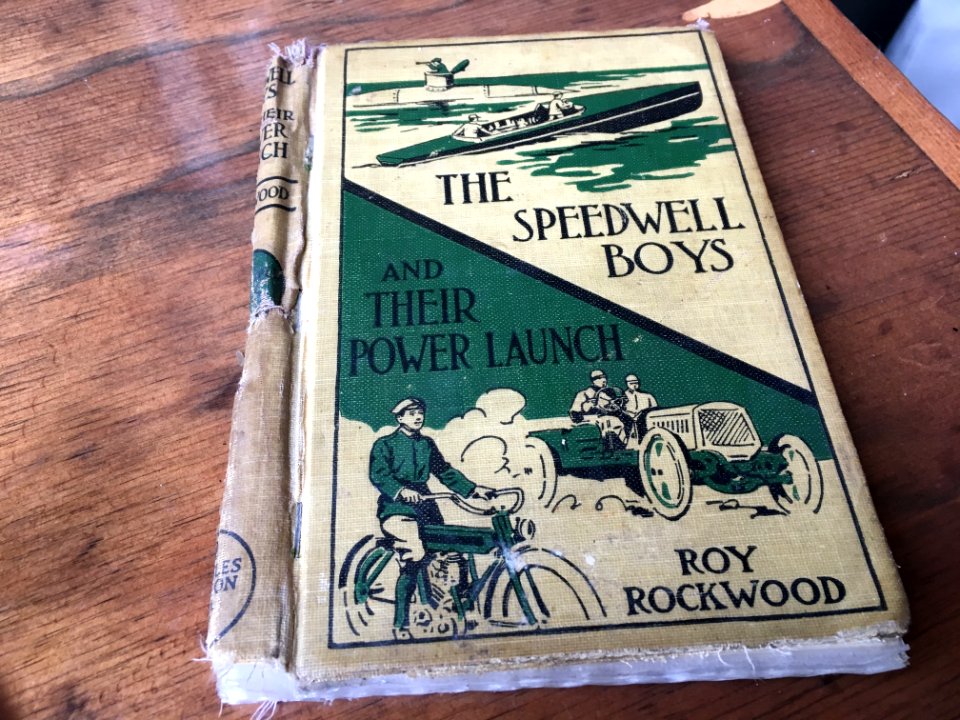 THE
SPEEDWELL
BOYS
AND
THEIR
POWER LAUNCH
ROY
ROCKWOOD